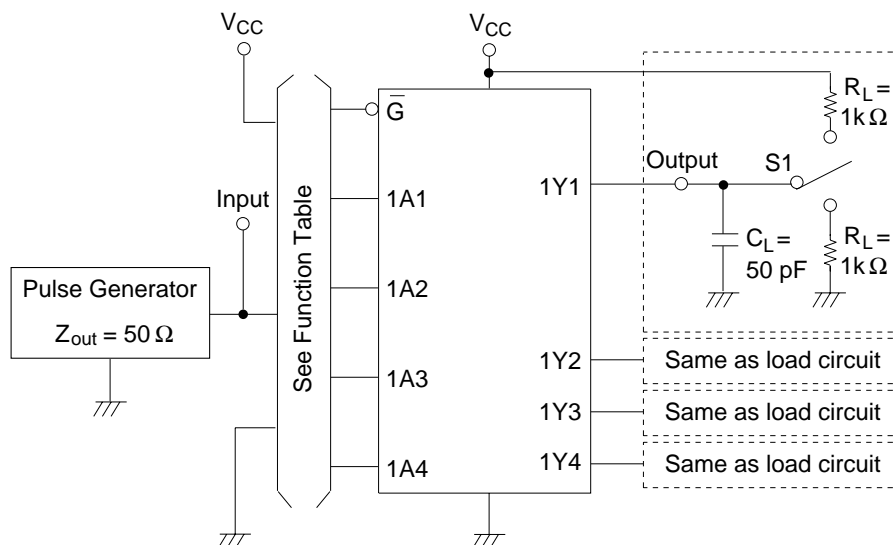 VCC
VCC
RL =
1k Ω
G̅
Output
S1
Input
1A1
1Y1
See Function Table
CL =
50 pF
RL =
1k Ω
Pulse Generator
Zout = 50 Ω
1A2
1A3
1A4
1Y2
Same as load circuit
1Y3
Same as load circuit
1Y4
Same as load circuit